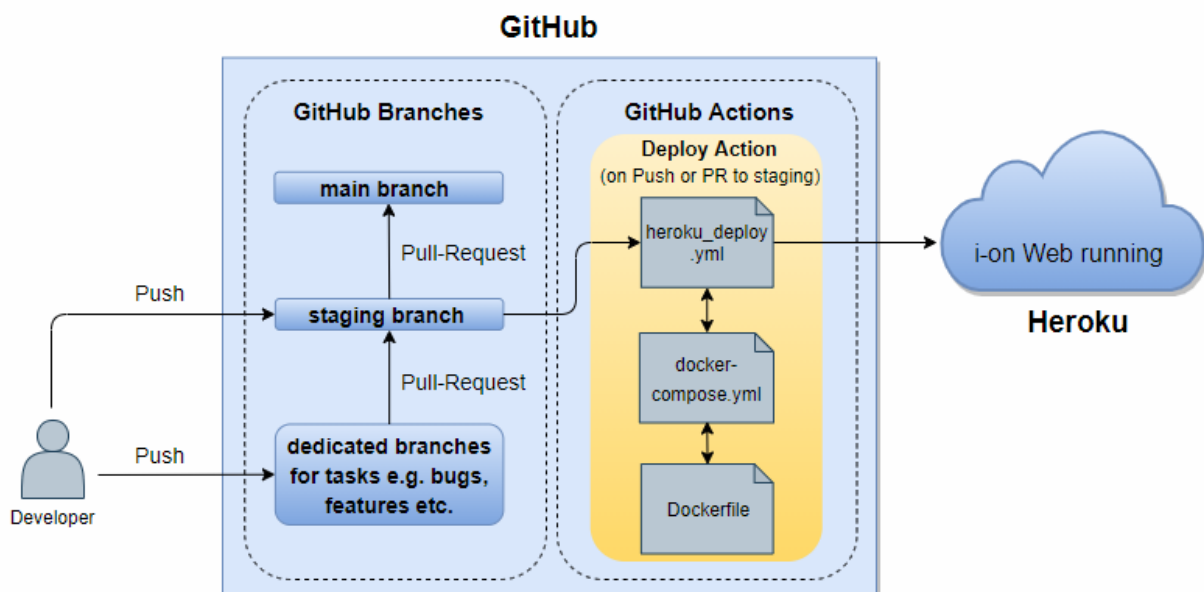 GitHub
GitHub Branches
main branch
Pull-Request
Push
staging branch
Pull-Request
Push
dedicated branches
for tasks e.g. bugs,
features etc.
Developer
GitHub Actions
Deploy Action
(on Push or PR to staging)
heroku_deploy
.yml
docker-
compose.yml
Dockerfile
i-on Web running
Heroku